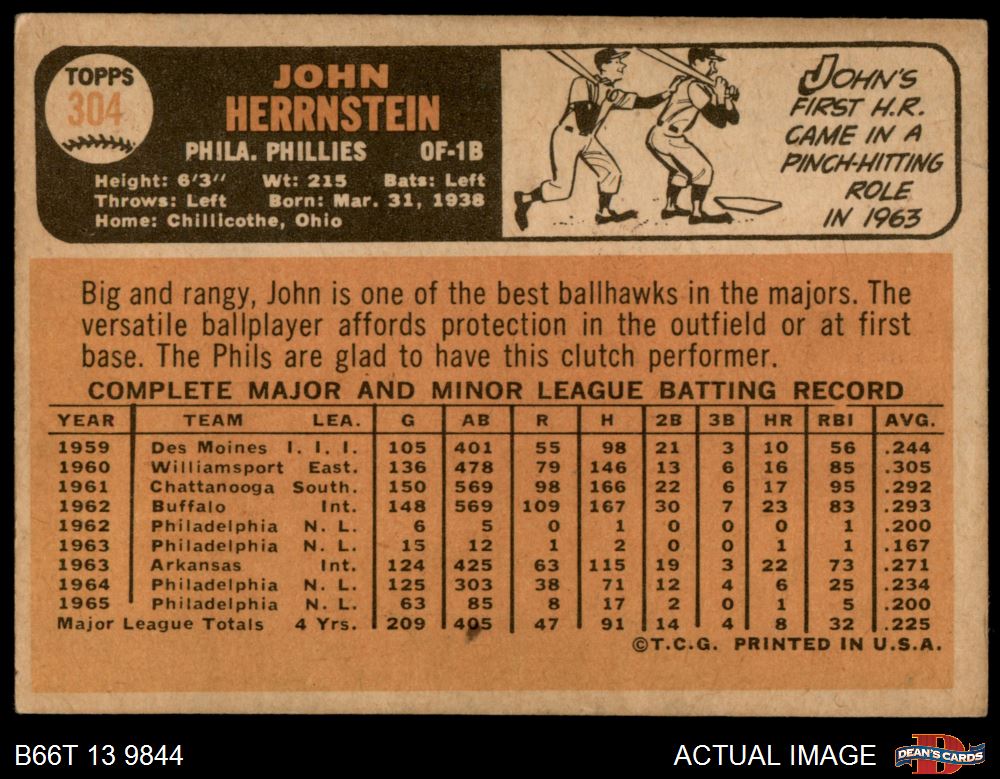 TOPPS
304
JOHN
HERRNSTEIN
PHILA. PHILLIES OF-1B
Height: 6'3" Wt: 215 Bats: Left
Throws: Left Born: Mar. 31, 1938
Home: Chillicothe, Ohio
JOHN'S
FIRST H.R.
CAME IN A
PINCH-HITTING
ROLE
IN 1963
Big and rangy, John is one of the best ballhawks in the majors. The
versatile ballplayer affords protection in the outfield or at first
base. The Phils are glad to have this clutch performer.
COMPLETE MAJOR AND MINOR LEAGUE BATTING RECORD
YEAR TEAM LEA. G AB R H 2B 3B HR RBI AVG.
1959 Des Moines I. I. I. 105 401 55 98 21 3 10 56 .244
1960 Williamsport East. 136 478 79 146 13 6 16 85 .305
1961 Chattanooga South. 150 569 98 166 22 6 17 95 .292
1962 Buffalo Int. 148 569 109 167 30 7 23 83 .293
1962 Philadelphia N. L. 6 5 0 1 0 0 0 1 .200
1963 Philadelphia N. L. 15 12 1 2 0 0 1 1 .167
1963 Arkansas Int. 124 425 63 115 19 3 22 73 .271
1964 Philadelphia N. L. 125 303 38 71 12 4 6 25 .234
1965 Philadelphia N. L. 63 85 8 17 2 0 1 5 .200
Major League Totals 4 Yrs. 209 405 47 91 14 4 8 32 .225
©T.C.G. PRINTED IN U.S.A.
B66T 13 9844
ACTUAL IMAGE
DEAN'S CARDS